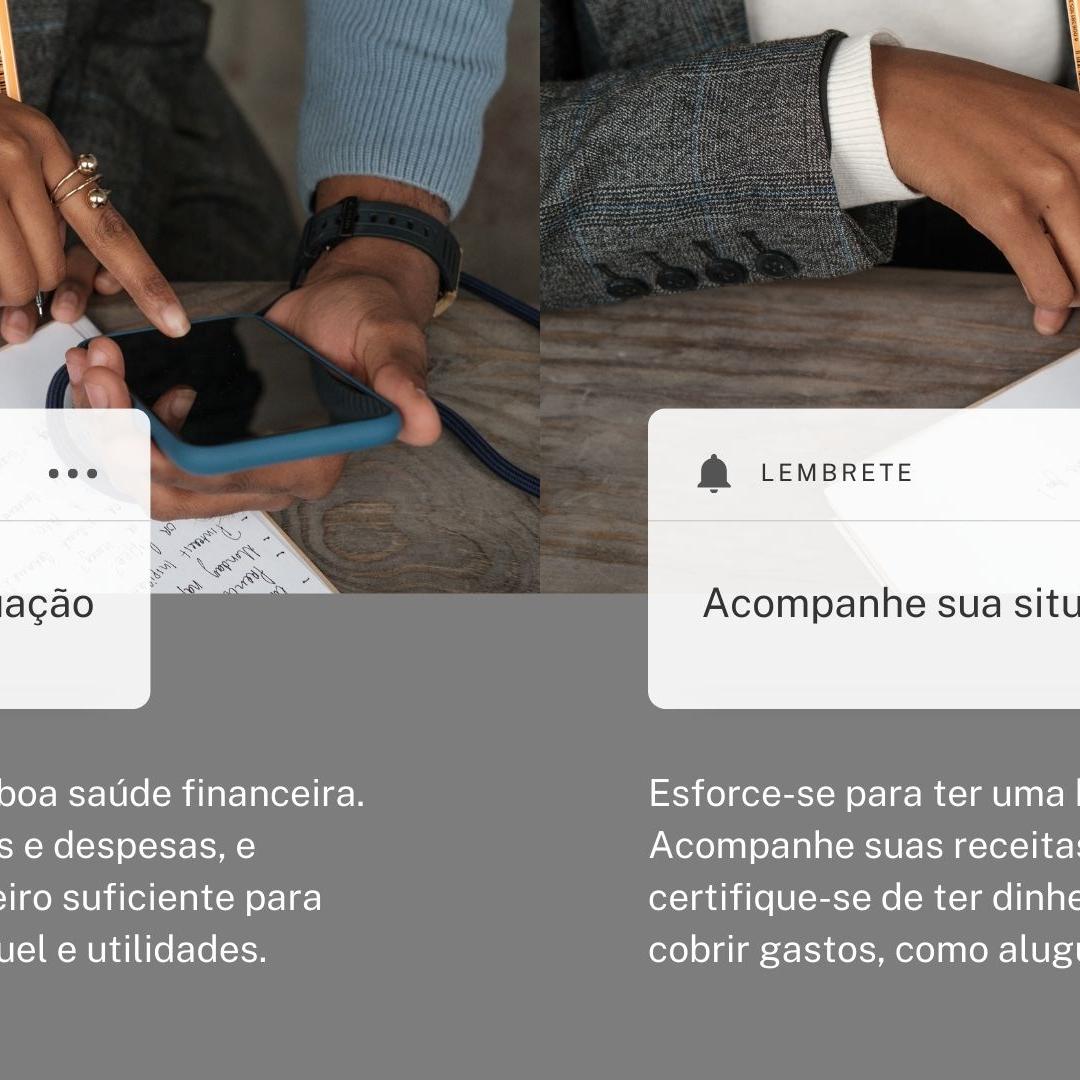 LEMBRETE
uação
Acompanhe sua situ
boa saúde financeira.
s e despesas, e
eiro suficiente para
uel e utilidades.
Esforce-se para ter uma
Acompanhe suas receitas
certifique-se de ter dinhe
cobrir gastos, como alugu